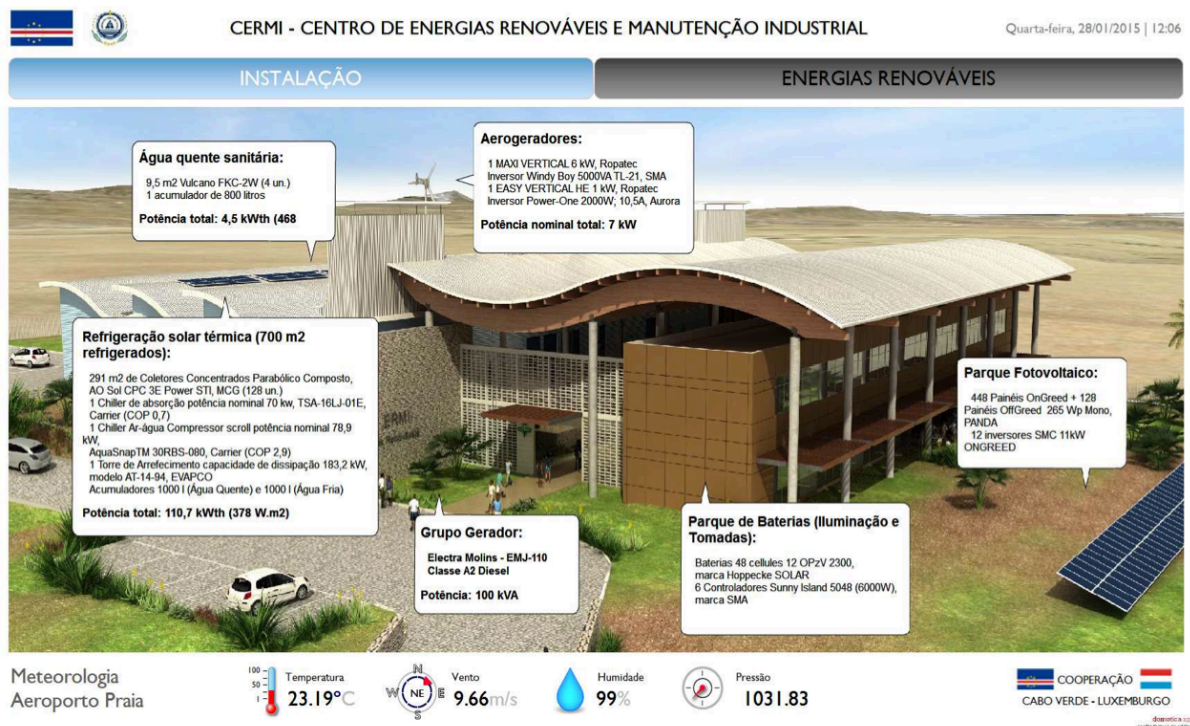 CERMI - CENTRO DE ENERGIAS RENOVÁVEIS E MANUTENÇÃO INDUSTRIAL
Quarta-feira, 28/01/2015 | 12:06
INSTALAÇÃO
ENERGIAS RENOVÁVEIS
Água quente sanitária:
9,5 m2 Vulcano FKC-2W (4 un.)
1 acumulador de 800 litros
Potência total: 4,5 kWth (468
Aerogeradores:
1 MAXI VERTICAL 6 kW, Ropatec
Inversor Windy Boy 5000VA TL-21, SMA
1 EASY VERTICAL HE 1 kW, Ropatec
Inversor Power-One 2000W; 10,5A, Aurora
Potência nominal total: 7 kW
Refrigeração solar térmica (700 m2
refrigerados):
291 m2 de Coletores Concentrados Parabólico Composto,
AO Sol CPC 3E Power STI, MCG (128 un.)
1 Chiller de absorção potência nominal 70 kw, TSA-16LJ-01E,
Carrier (COP 0,7)
1 Chiller Ar-água Compressor scroll potência nominal 78,9
kW,
AquaSnapTM 30RBS-080, Carrier (COP 2,9)
1 Torre de Arrefecimento capacidade de dissipação 183,2 kW,
modelo AT-14-94, EVAPCO
Acumuladores 1000 l (Água Quente) e 1000 l (Água Fria)
Potência total: 110,7 kWth (378 W.m2)
Parque Fotovoltaico:
448 Painéis OnGreed + 128
Painéis OffGreed 265 Wp Mono,
PANDA
12 inversores SMC 11kW
ONGREED
Grupo Gerador:
Electra Molins - EMJ-110
Classe A2 Diesel
Potência: 100 kVA
Parque de Baterias (Iluminação e
Tomadas):
Baterias 48 cellules 12 OPzV 2300,
marca Hoppecke SOLAR
6 Controladores Sunny Island 5048 (6000W),
marca SMA
Meteorologia
Aeroporto Praia
100
50
1
Temperatura
23.19°C
N
W
NE
E
S
Vento
9.66m/s
Humidade
99%
Pressão
1031.83
COOPERAÇÃO
CABO VERDE - LUXEMBURGO